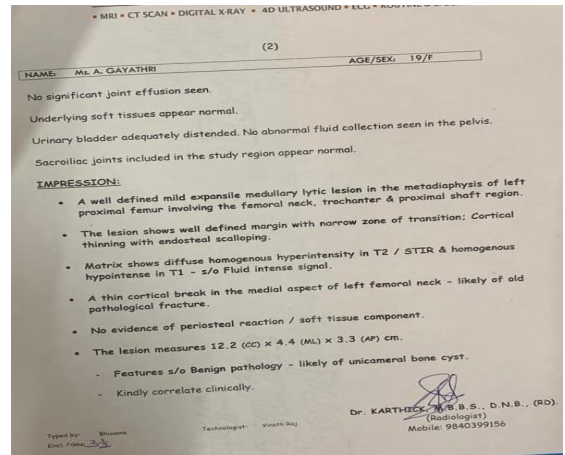 ▪ MRI ▪ CT SCAN ▪ DIGITAL X-RAY ▪ 4D ULTRASOUND ▪ ECG ▪
(2)
NAME: Ms. A. GAYATHRI AGE/SEX: 19/F
No significant joint effusion seen.
Underlying soft tissues appear normal.
Urinary bladder adequately distended. No abnormal fluid collection seen in the pelvis.
Sacroiliac joints included in the study region appear normal.
IMPRESSION:
• A well defined mild expansile medullary lytic lesion in the metadiaphysis of left
proximal femur involving the femoral neck, trochanter & proximal shaft region.
• The lesion shows well defined margin with narrow zone of transition; Cortical
thinning with endosteal scalloping.
• Matrix shows diffuse homogenous hyperintensity in T2 / STIR & homogenous
hypointense in T1 - s/o Fluid intense signal.
• A thin cortical break in the medial aspect of left femoral neck - likely of old
pathological fracture.
• No evidence of periosteal reaction / soft tissue component.
• The lesion measures 12.2 (CC) x 4.4 (ML) x 3.3 (AP) cm.
- Features s/o Benign pathology - likely of unicameral bone cyst.
- Kindly correlate clinically.
Dr. KARTHICK, M.B.B.S., D.N.B., (RD).
(Radiologist)
Mobile: 9840399156
Typed by: Bhuvana Technologist: Vinoth Raj
Encl. Films: